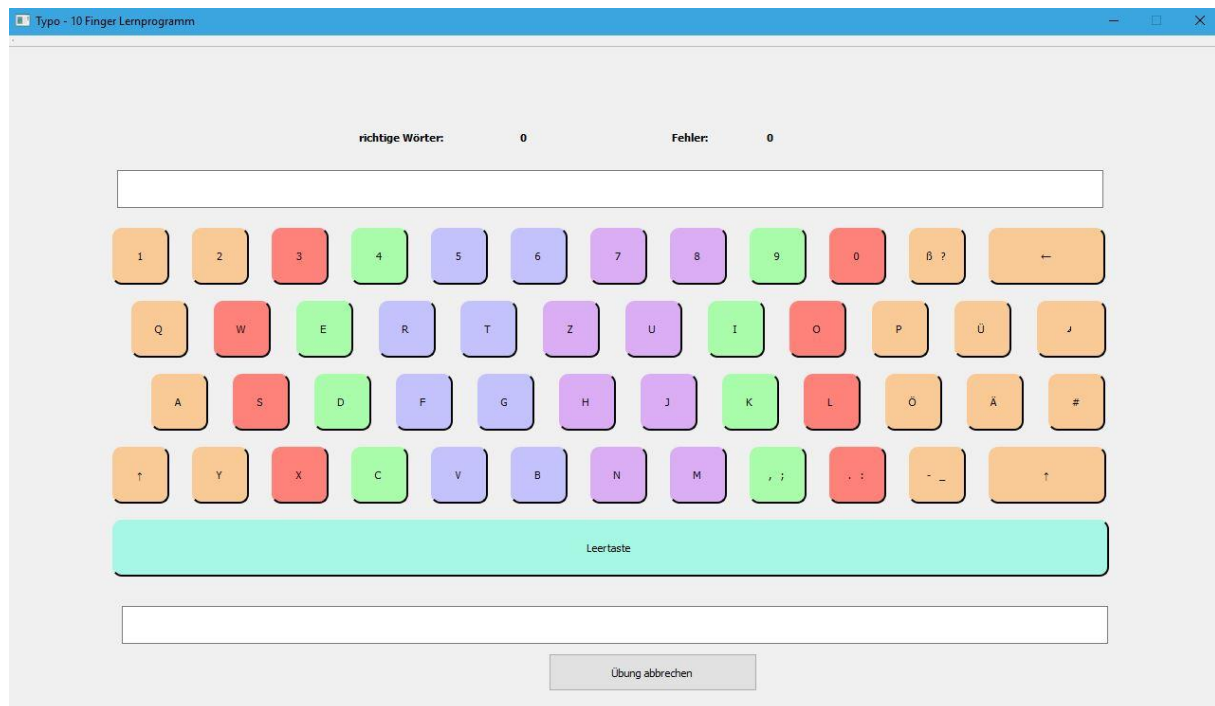 Typo - 10 Finger Lernprogramm
richtige Wörter: 0 Fehler: 0
1 2 3 4 5 6 7 8 9 0 ß ? ←
Q W E R T Z U I O P Ü
A S D F G H J K L Ö Ä #
↑ Y X C V B N M , ; . : - _ ↑
Leertaste
Übung abbrechen